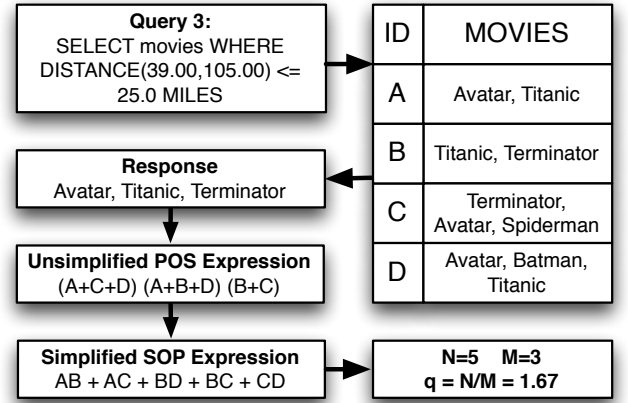 Query 3:
SELECT movies WHERE
DISTANCE(39.00,105.00) <=
25.0 MILES
ID MOVIES
A Avatar, Titanic
B Titanic, Terminator
C Terminator,
Avatar, Spiderman
D Avatar, Batman,
Titanic
Response
Avatar, Titanic, Terminator
Unsimplified POS Expression
(A+C+D) (A+B+D) (B+C)
Simplified SOP Expression
AB + AC + BD + BC + CD
N=5 M=3
q = N/M = 1.67